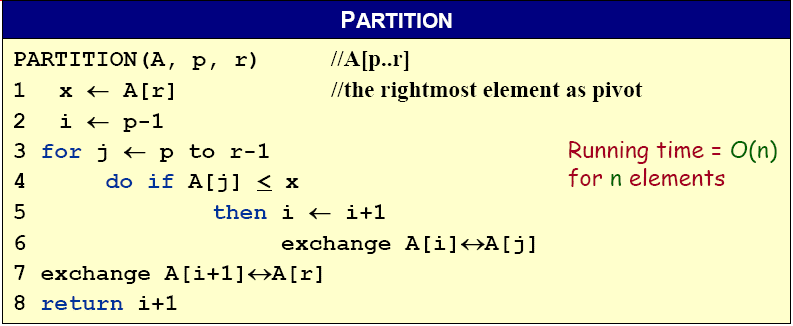 PARTITION
PARTITION(A, p, r) //A[p..r]
1 x ← A[r] //the rightmost element as pivot
2 i ← p-1
3 for j ← p to r-1
4 do if A[j] ≤ x
5 then i ← i+1
6 exchange A[i]↔A[j]
7 exchange A[i+1]↔A[r]
8 return i+1
Running time = O(n)
for n elements